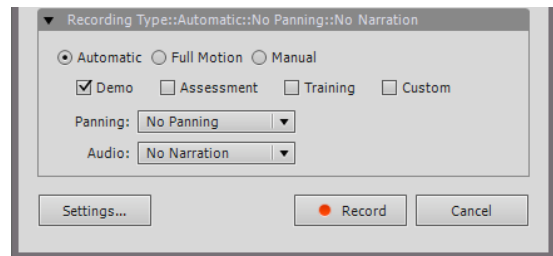 Recording Type::Automatic::No Panning::No Narration
Automatic Full Motion Manual
Demo Assessment Training Custom
Panning: No Panning
Audio: No Narration
Settings... Record Cancel